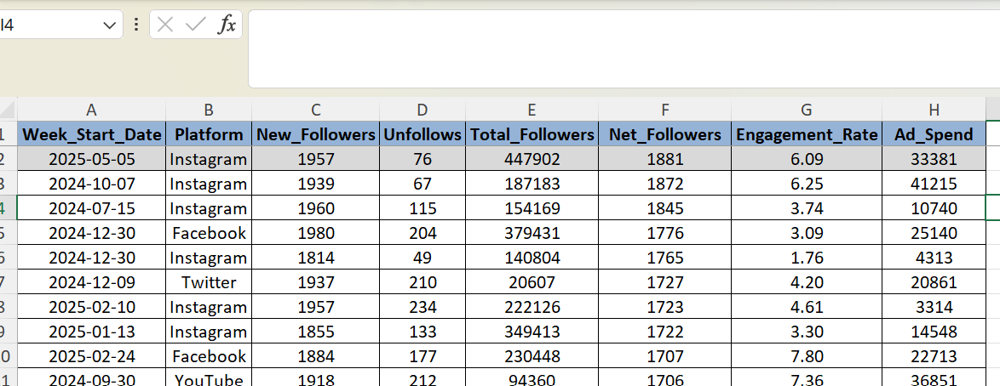 I4 fx
A B C D E F G H
1 Week_Start_Date Platform New_Followers Unfollows Total_Followers Net_Followers Engagement_Rate Ad_Spend
2 2025-05-05 Instagram 1957 76 447902 1881 6.09 33381
3 2024-10-07 Instagram 1939 67 187183 1872 6.25 41215
4 2024-07-15 Instagram 1960 115 154169 1845 3.74 10740
5 2024-12-30 Facebook 1980 204 379431 1776 3.09 25140
6 2024-12-30 Instagram 1814 49 140804 1765 1.76 4313
7 2024-12-09 Twitter 1937 210 20607 1727 4.20 20861
8 2025-02-10 Instagram 1957 234 222126 1723 4.61 3314
9 2025-01-13 Instagram 1855 133 349413 1722 3.30 14548
0 2025-02-24 Facebook 1884 177 230448 1707 7.80 22713
1 2024-09-30 YouTube 1918 212 94360 1706 7.36 36851